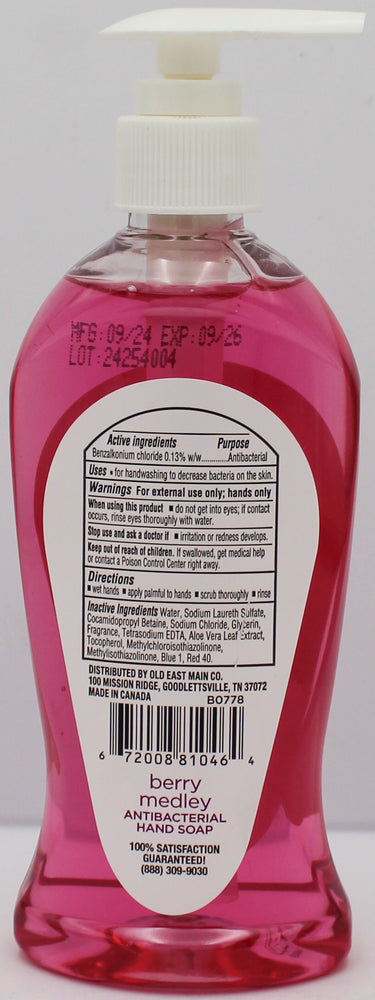 MFG:09/24 EXP:09/26
LOT:24254004
Active ingredients Purpose
Benzalkonium chloride 0.13% w/w.............Antibacterial
Uses ▪ for handwashing to decrease bacteria on the skin.
Warnings For external use only; hands only
When using this product ▪ do not get into eyes; if contact
occurs, rinse eyes thoroughly with water.
Stop use and ask a doctor if ▪ irritation or redness develops.
Keep out of reach of children. If swallowed, get medical help
or contact a Poison Control Center right away.
Directions
▪ wet hands ▪ apply palmful to hands ▪ scrub thoroughly ▪ rinse
Inactive Ingredients Water, Sodium Laureth Sulfate,
Cocamidopropyl Betaine, Sodium Chloride, Glycerin,
Fragrance, Tetrasodium EDTA, Aloe Vera Leaf Extract,
Tocopherol, Methylchloroisothiazolinone,
Methylisothiazolinone, Blue 1, Red 40.
DISTRIBUTED BY OLD EAST MAIN CO.
100 MISSION RIDGE, GOODLETTSVILLE, TN 37072
MADE IN CANADA B0778
6 72008 81046 4
berry
medley
ANTIBACTERIAL
HAND SOAP
100% SATISFACTION
GUARANTEED!
(888) 309-9030